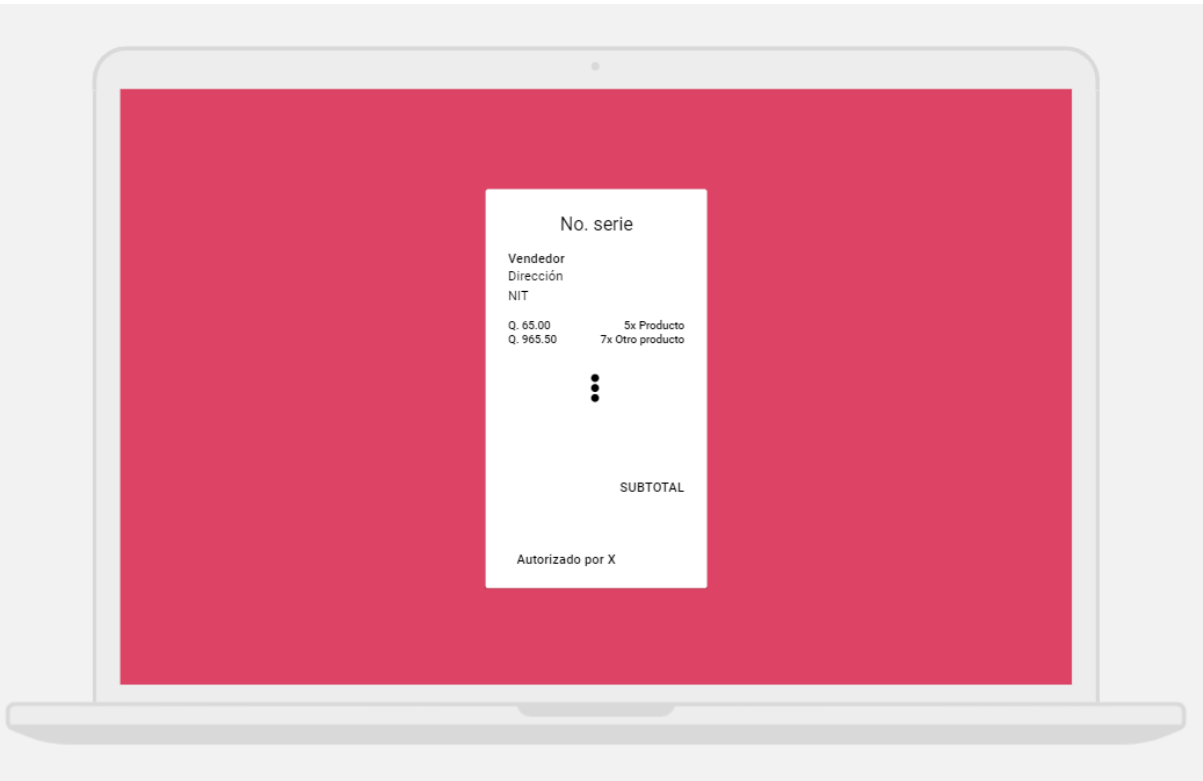 No. serie
Vendedor
Dirección
NIT
Q. 65.00 5x Producto
Q. 965.50 7x Otro producto
SUBTOTAL
Autorizado por X